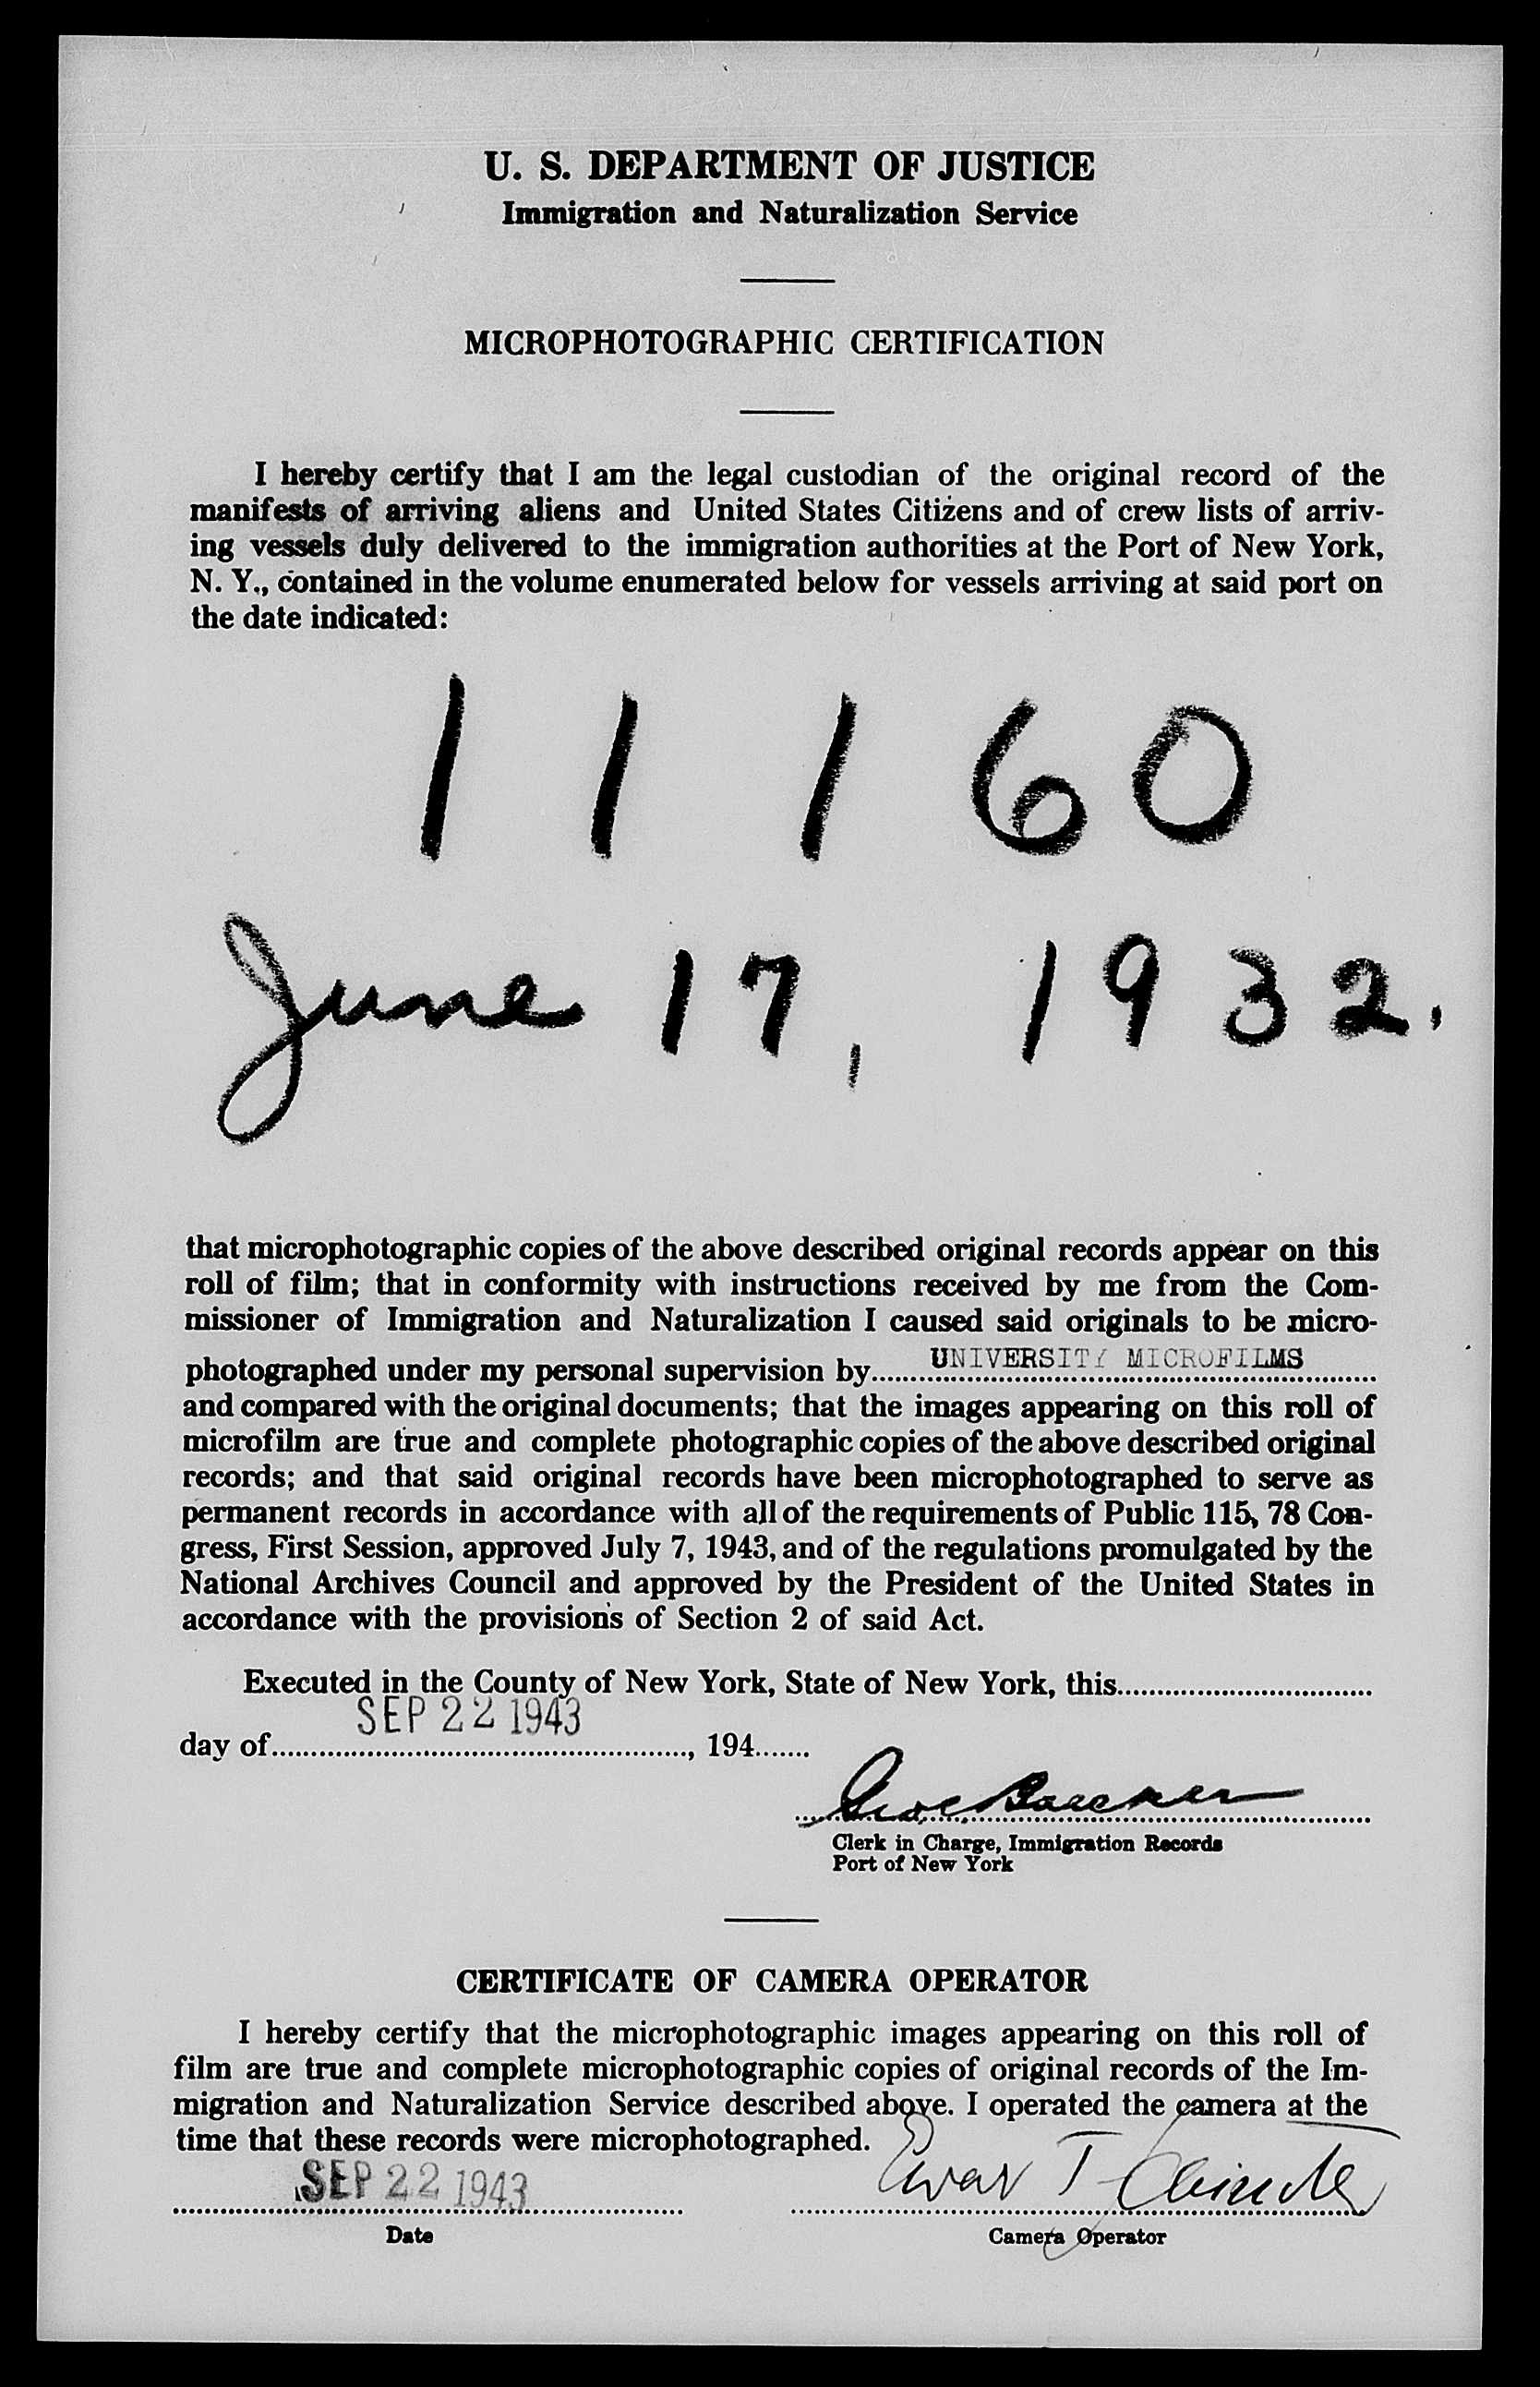 U. S. DEPARTMENT OF JUSTICE
Immigration and Naturalization Service
MICROPHOTOGRAPHIC CERTIFICATION
I hereby certify that I am the legal custodian of the original record of the
manifests of arriving aliens and United States Citizens and of crew lists of arriv-
ing vessels duly delivered to the immigration authorities at the Port of New York,
N. Y., contained in the volume enumerated below for vessels arriving at said port on
the date indicated:
11160
June 17, 1932.
that microphotographic copies of the above described original records appear on this
roll of film; that in conformity with instructions received by me from the Com-
missioner of Immigration and Naturalization I caused said originals to be micro-
photographed under my personal supervision by UNIVERSITY MICROFILMS
and compared with the original documents; that the images appearing on this roll of
microfilm are true and complete photographic copies of the above described original
records; and that said original records have been microphotographed to serve as
permanent records in accordance with all of the requirements of Public 115, 78 Con-
gress, First Session, approved July 7, 1943, and of the regulations promulgated by the
National Archives Council and approved by the President of the United States in
accordance with the provisions of Section 2 of said Act.
Executed in the County of New York, State of New York, this
SEP 22 1943
day of , 194
Clerk in Charge, Immigration Records
Port of New York
CERTIFICATE OF CAMERA OPERATOR
I hereby certify that the microphotographic images appearing on this roll of
film are true and complete microphotographic copies of original records of the Im-
migration and Naturalization Service described above. I operated the camera at the
time that these records were microphotographed.
SEP 22 1943
Date
Camera Operator